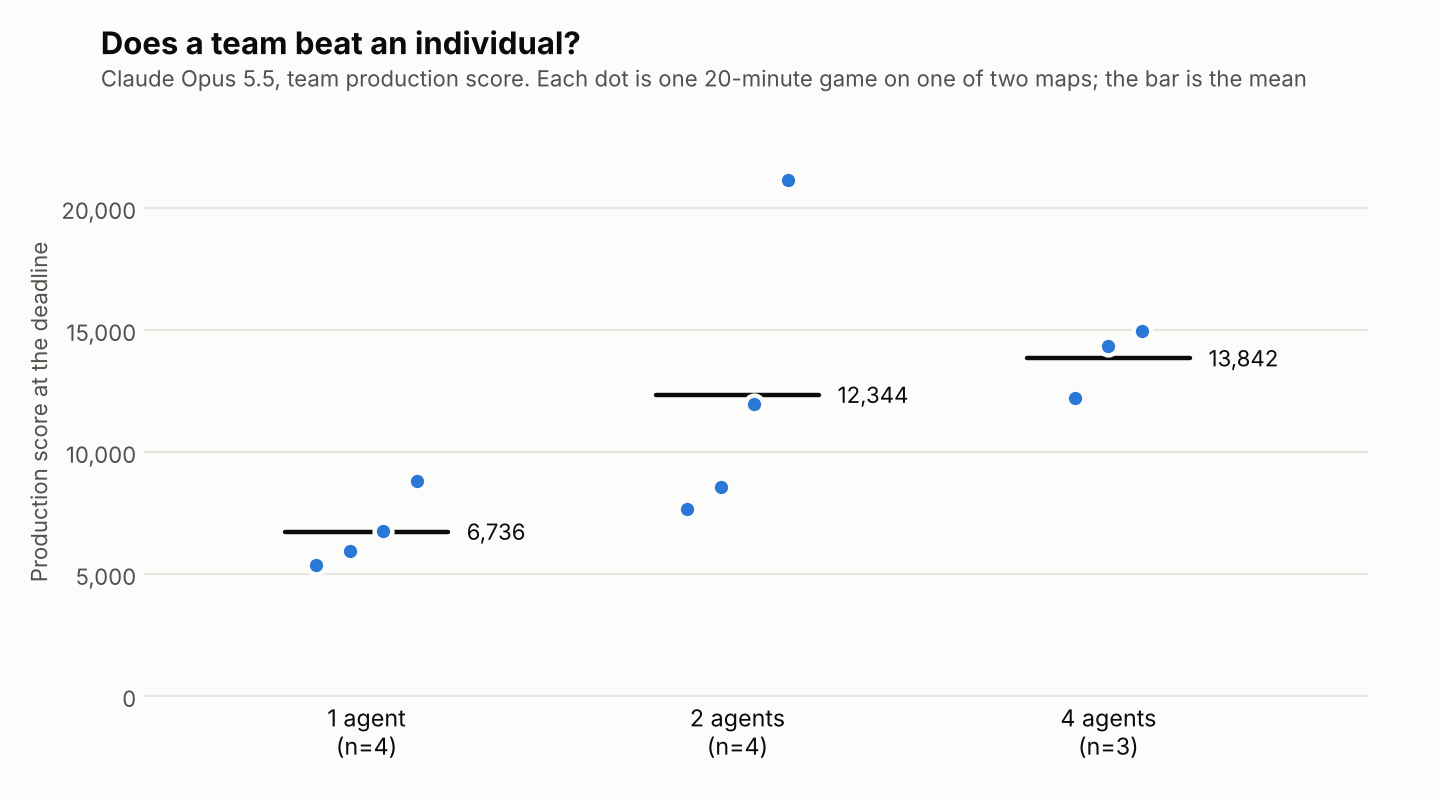 Does a team beat an individual?
Claude Opus 5.5, team production score. Each dot is one 20-minute game on one of two maps; the bar is the mean
Production score at the deadline
20,000
15,000
10,000
5,000
0
6,736
12,344
13,842
1 agent
(n=4)
2 agents
(n=4)
4 agents
(n=3)